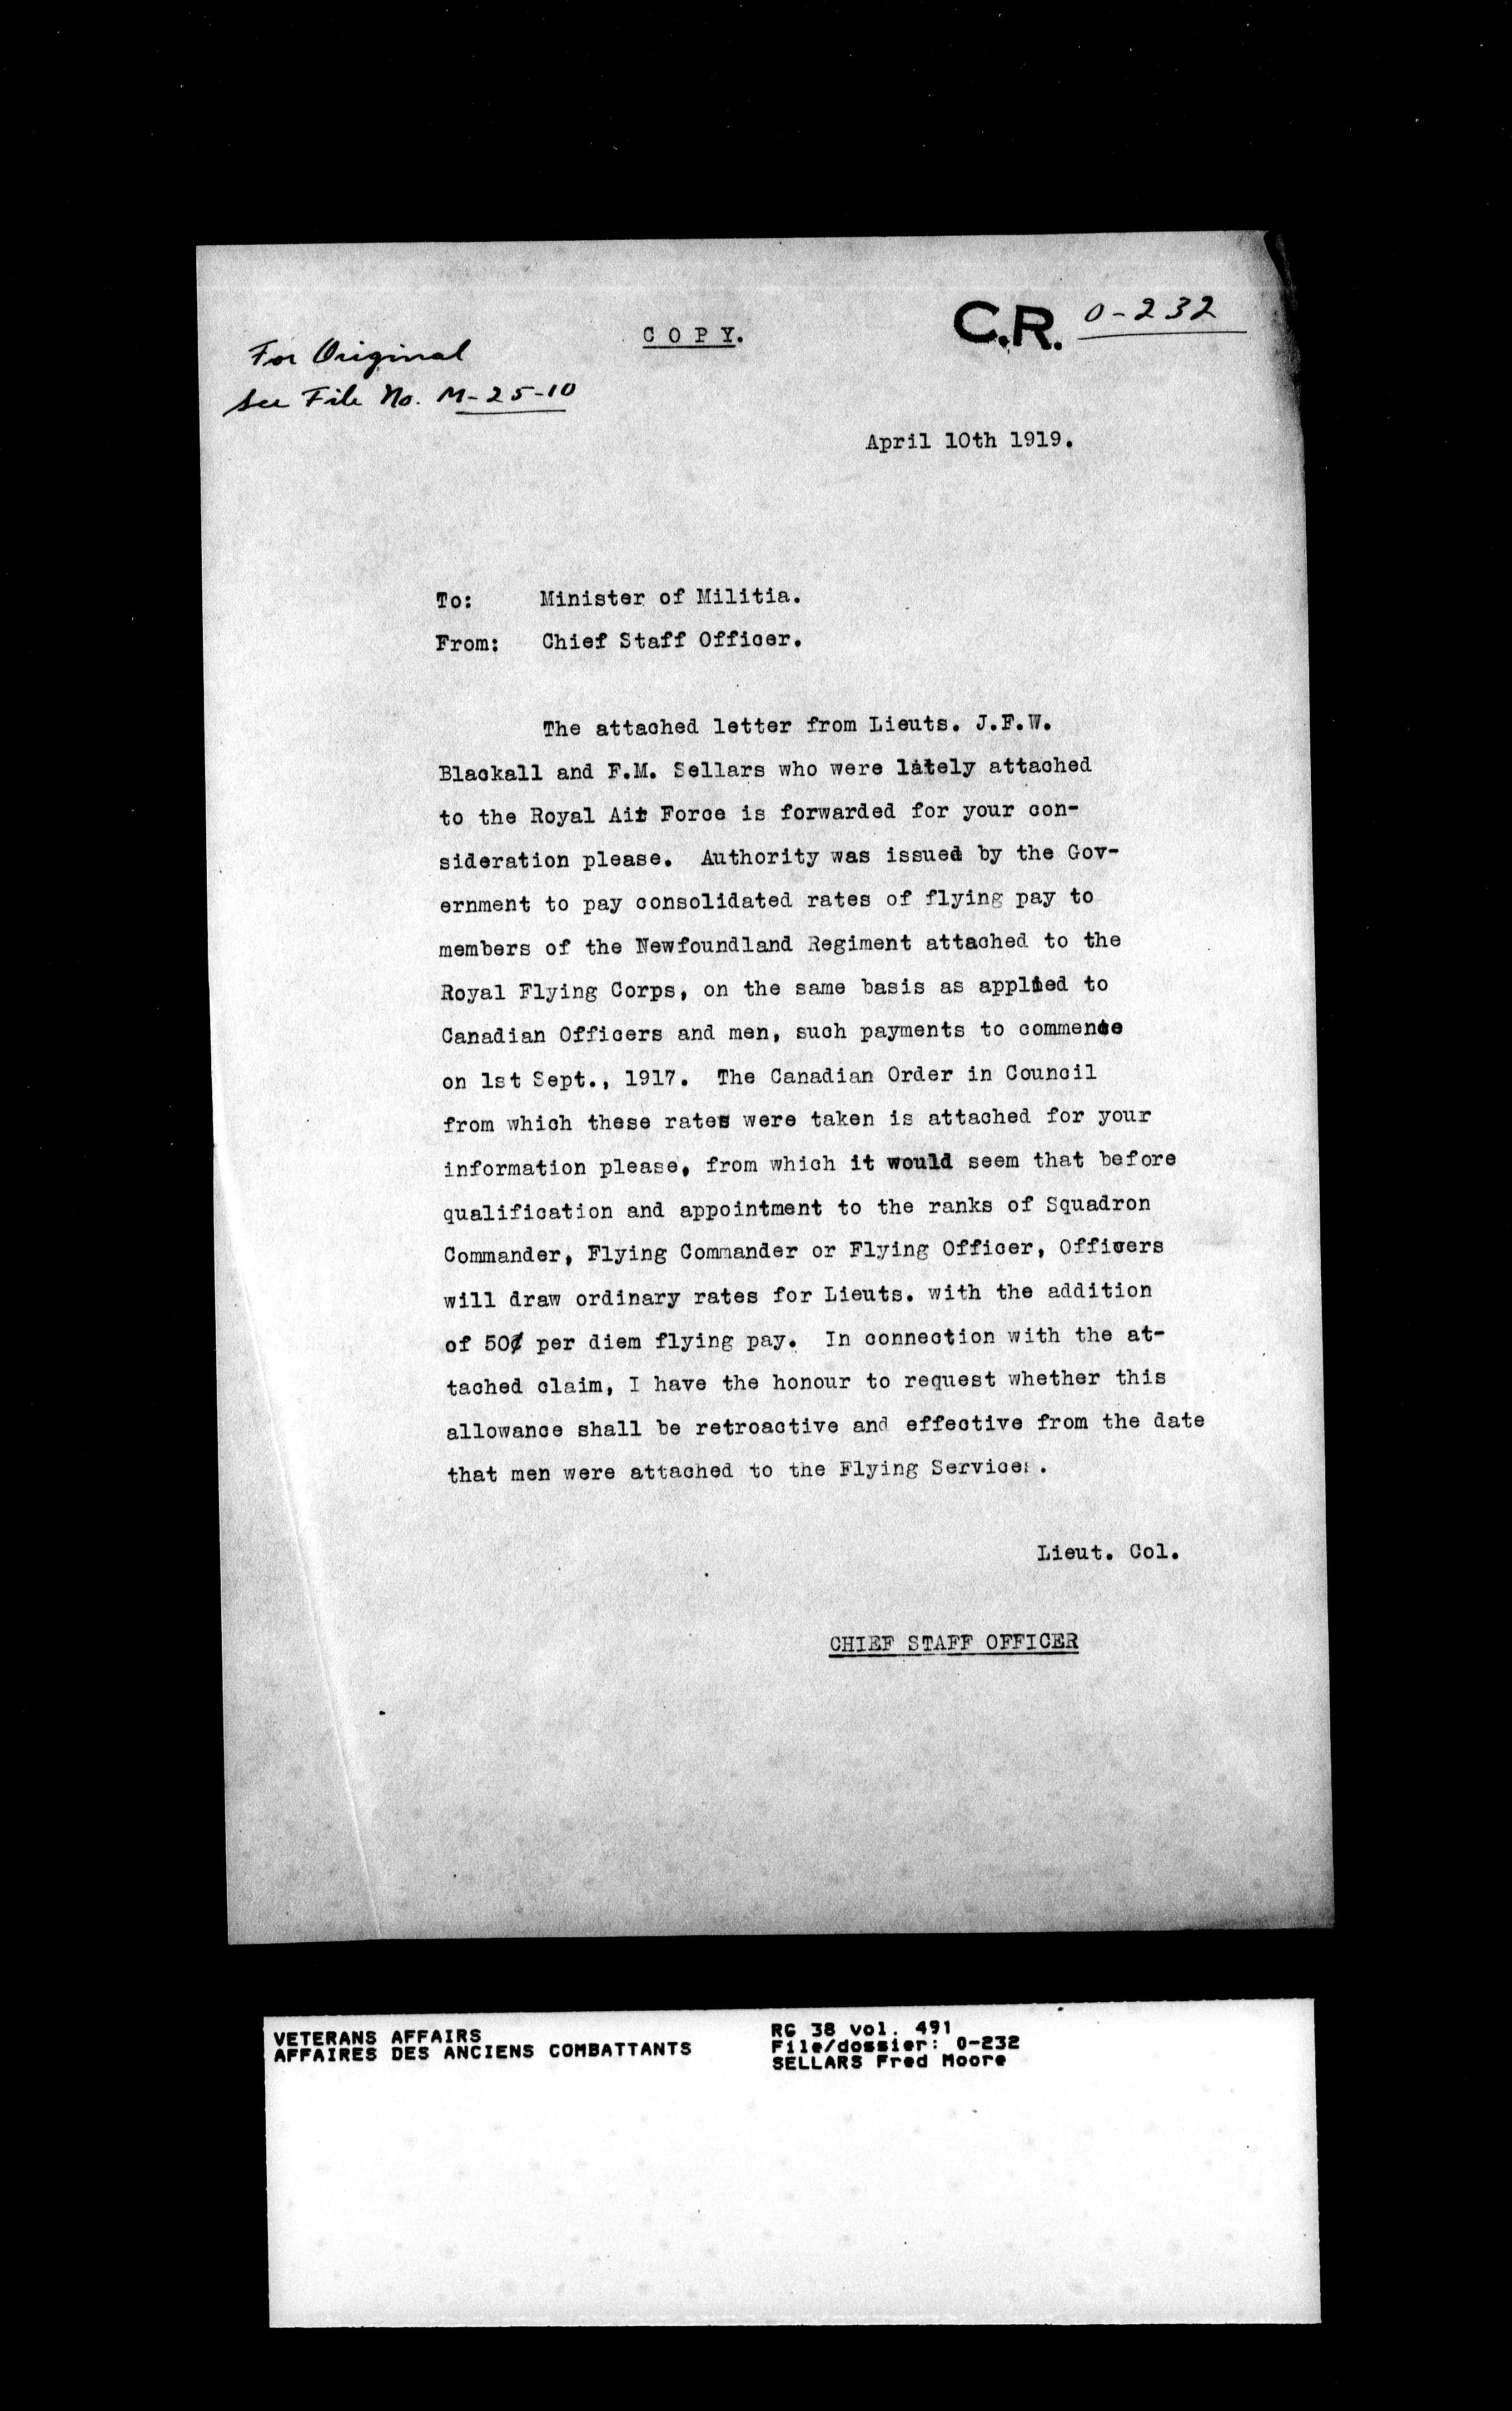 C O P Y.
C.R. 0-232
For Original
See File No. M-25-10
April 10th 1919.
To: Minister of Militia.
From: Chief Staff Officer.
The attached letter from Lieuts. J.F.W.
Blackall and F.M. Sellars who were lately attached
to the Royal Air Force is forwarded for your con-
sideration please. Authority was issued by the Gov-
ernment to pay consolidated rates of flying pay to
members of the Newfoundland Regiment attached to the
Royal Flying Corps, on the same basis as applied to
Canadian Officers and men, such payments to commence
on 1st Sept., 1917. The Canadian Order in Council
from which these rates were taken is attached for your
information please, from which it would seem that before
qualification and appointment to the ranks of Squadron
Commander, Flying Commander or Flying Officer, Officers
will draw ordinary rates for Lieuts. with the addition
of 50¢ per diem flying pay. In connection with the at-
tached claim, I have the honour to request whether this
allowance shall be retroactive and effective from the date
that men were attached to the Flying Services.
Lieut. Col.
CHIEF STAFF OFFICER
VETERANS AFFAIRS
AFFAIRES DES ANCIENS COMBATTANTS
RG 38 vol. 491
File/dossier: 0-232
SELLARS Fred Moore